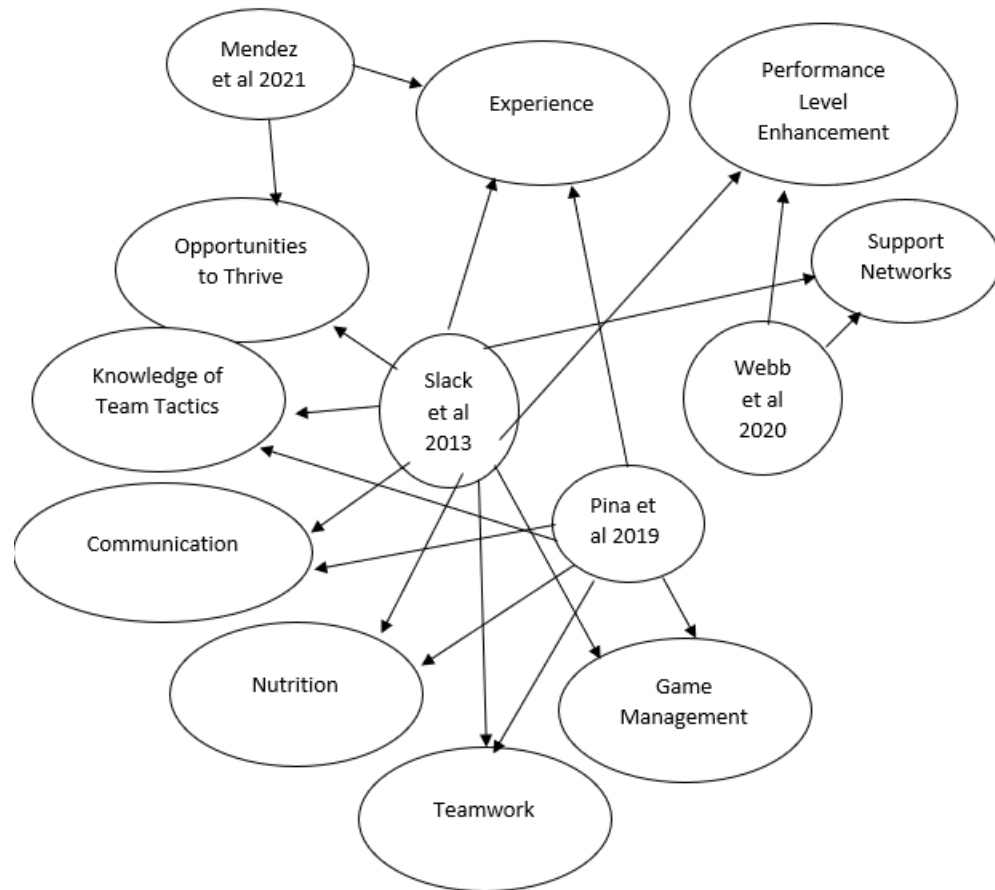 Mendez
et al 2021
Experience
Performance
Level
Enhancement
Opportunities
to Thrive
Support
Networks
Knowledge of
Team Tactics
Slack
et al
2013
Webb
et al
2020
Pina et
al 2019
Communication
Nutrition
Game
Management
Teamwork